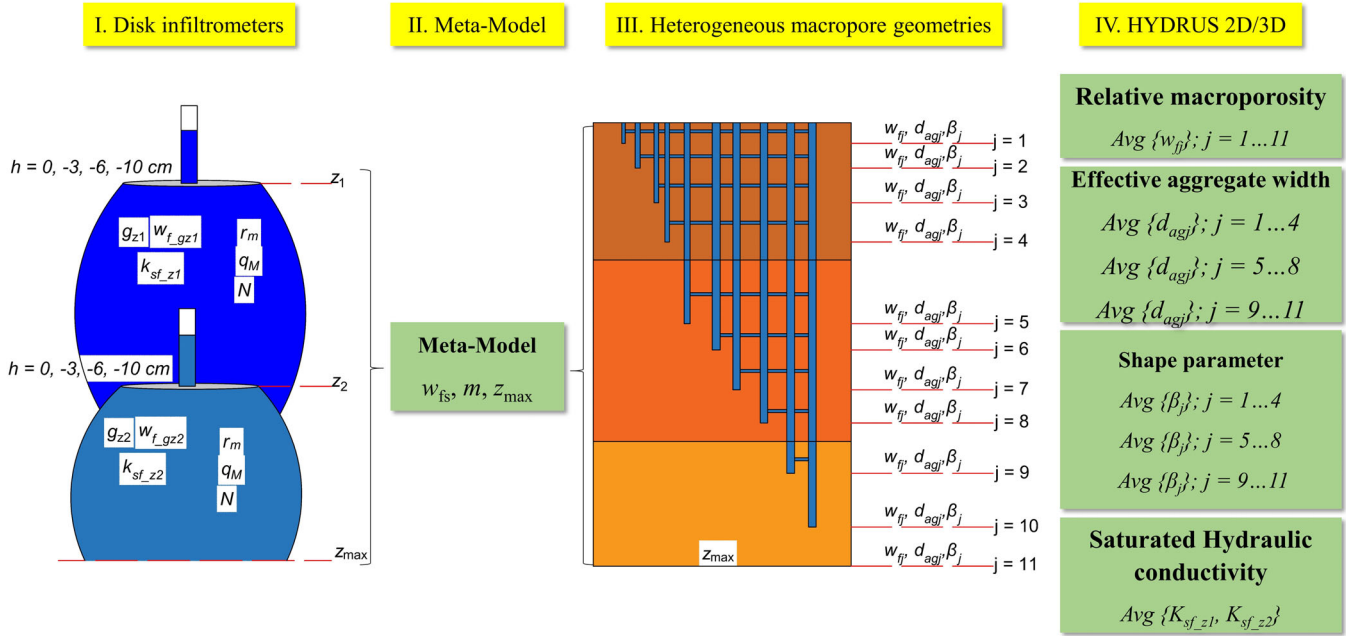 I. Disk infiltrometers
II. Meta-Model
III. Heterogeneous macropore geometries
IV. HYDRUS 2D/3D
h = 0, -3, -6, -10 cm
z1
gz1 wf_gz1
ksf_z1
rm
qM
N
h = 0, -3, -6, -10 cm
z2
gz2 wf_gz2
ksf_z2
rm
qM
N
zmax
Meta-Model
wfs, m, zmax
wfj, dagj,βj j = 1
wfj, dagj,βj j = 2
wfj, dagj,βj j = 3
wfj, dagj,βj j = 4
wfj, dagj,βj j = 5
wfj, dagj,βj j = 6
wfj, dagj,βj j = 7
wfj, dagj,βj j = 8
wfj, dagj,βj j = 9
wfj, dagj,βj j = 10
zmax
wfj, dagj,βj j = 11
Relative macroporosity
Avg {wfj}; j = 1…11
Effective aggregate width
Avg {dagj}; j = 1…4
Avg {dagj}; j = 5…8
Avg {dagj}; j = 9…11
Shape parameter
Avg {βj}; j = 1…4
Avg {βj}; j = 5…8
Avg {βj}; j = 9…11
Saturated Hydraulic
conductivity
Avg {Ksf_z1, Ksf_z2}